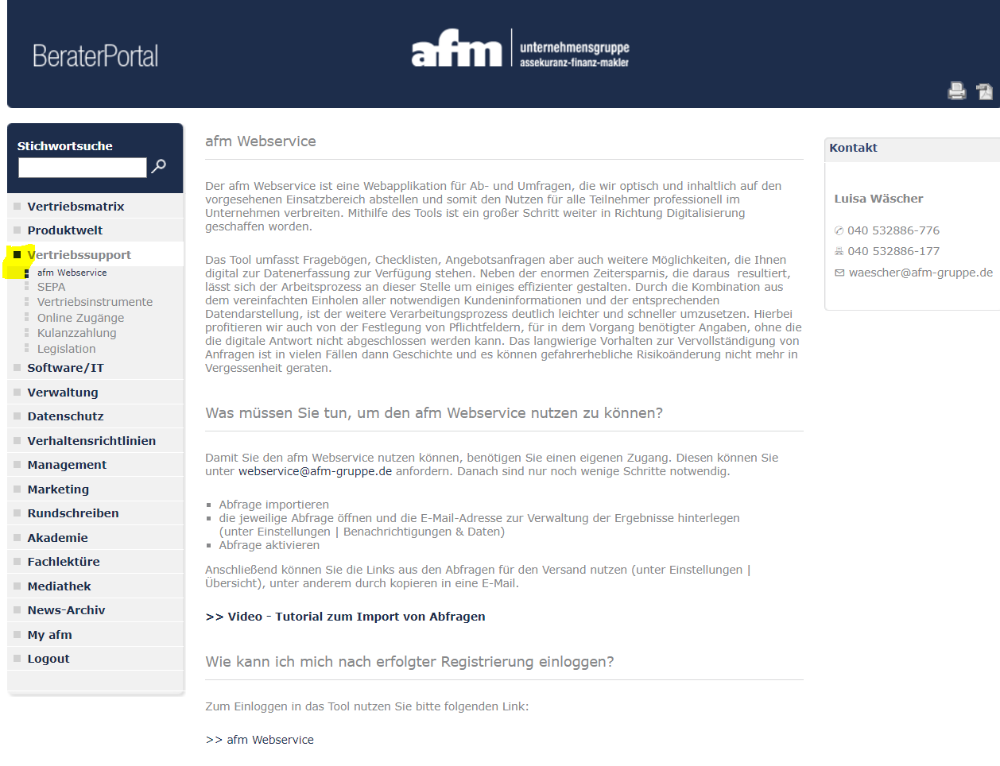 BeraterPortal
afm
unternehmensgruppe
assekuranz-finanz-makler
Stichwortsuche
Vertriebsmatrix
Produktwelt
Vertriebssupport
afm Webservice
SEPA
Vertriebsinstrumente
Online Zugänge
Kulanzzahlung
Legislation
Software/IT
Verwaltung
Datenschutz
Verhaltensrichtlinien
Management
Marketing
Rundschreiben
Akademie
Fachlektüre
Mediathek
News-Archiv
My afm
Logout
afm Webservice
Der afm Webservice ist eine Webapplikation für Ab- und Umfragen, die wir optisch und inhaltlich auf den
vorgesehenen Einsatzbereich abstellen und somit den Nutzen für alle Teilnehmer professionell im
Unternehmen verbreiten. Mithilfe des Tools ist ein großer Schritt weiter in Richtung Digitalisierung
geschaffen worden.
Das Tool umfasst Fragebögen, Checklisten, Angebotsanfragen aber auch weitere Möglichkeiten, die Ihnen
digital zur Datenerfassung zur Verfügung stehen. Neben der enormen Zeitersparnis, die daraus  resultiert,
lässt sich der Arbeitsprozess an dieser Stelle um einiges effizienter gestalten. Durch die Kombination aus
dem vereinfachten Einholen aller notwendigen Kundeninformationen und der entsprechenden
Datendarstellung, ist der weitere Verarbeitungsprozess deutlich leichter und schneller umzusetzen. Hierbei
profitieren wir auch von der Festlegung von Pflichtfeldern, für in dem Vorgang benötigter Angaben, ohne die
die digitale Antwort nicht abgeschlossen werden kann. Das langwierige Vorhalten zur Vervollständigung von
Anfragen ist in vielen Fällen dann Geschichte und es können gefahrerhebliche Risikoänderung nicht mehr in
Vergessenheit geraten.
Was müssen Sie tun, um den afm Webservice nutzen zu können?
Damit Sie den afm Webservice nutzen können, benötigen Sie einen eigenen Zugang. Diesen können Sie
unter webservice@afm-gruppe.de anfordern. Danach sind nur noch wenige Schritte notwendig.
Abfrage importieren
die jeweilige Abfrage öffnen und die E-Mail-Adresse zur Verwaltung der Ergebnisse hinterlegen
(unter Einstellungen | Benachrichtigungen & Daten)
Abfrage aktivieren
Anschließend können Sie die Links aus den Abfragen für den Versand nutzen (unter Einstellungen |
Übersicht), unter anderem durch kopieren in eine E-Mail.
>> Video - Tutorial zum Import von Abfragen
Wie kann ich mich nach erfolgter Registrierung einloggen?
Zum Einloggen in das Tool nutzen Sie bitte folgenden Link:
>> afm Webservice
Kontakt
Luisa Wäscher
040 532886-776
040 532886-177
waescher@afm-gruppe.de